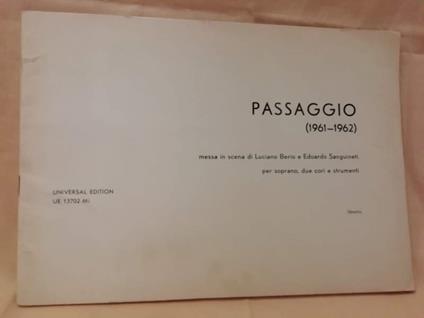 PASSAGGIO
(1961–1962)
messa in scena di Luciano Berio e Edoardo Sanguineti
per soprano, due cori e strumenti
UNIVERSAL EDITION
UE 13702 Mi
libretto